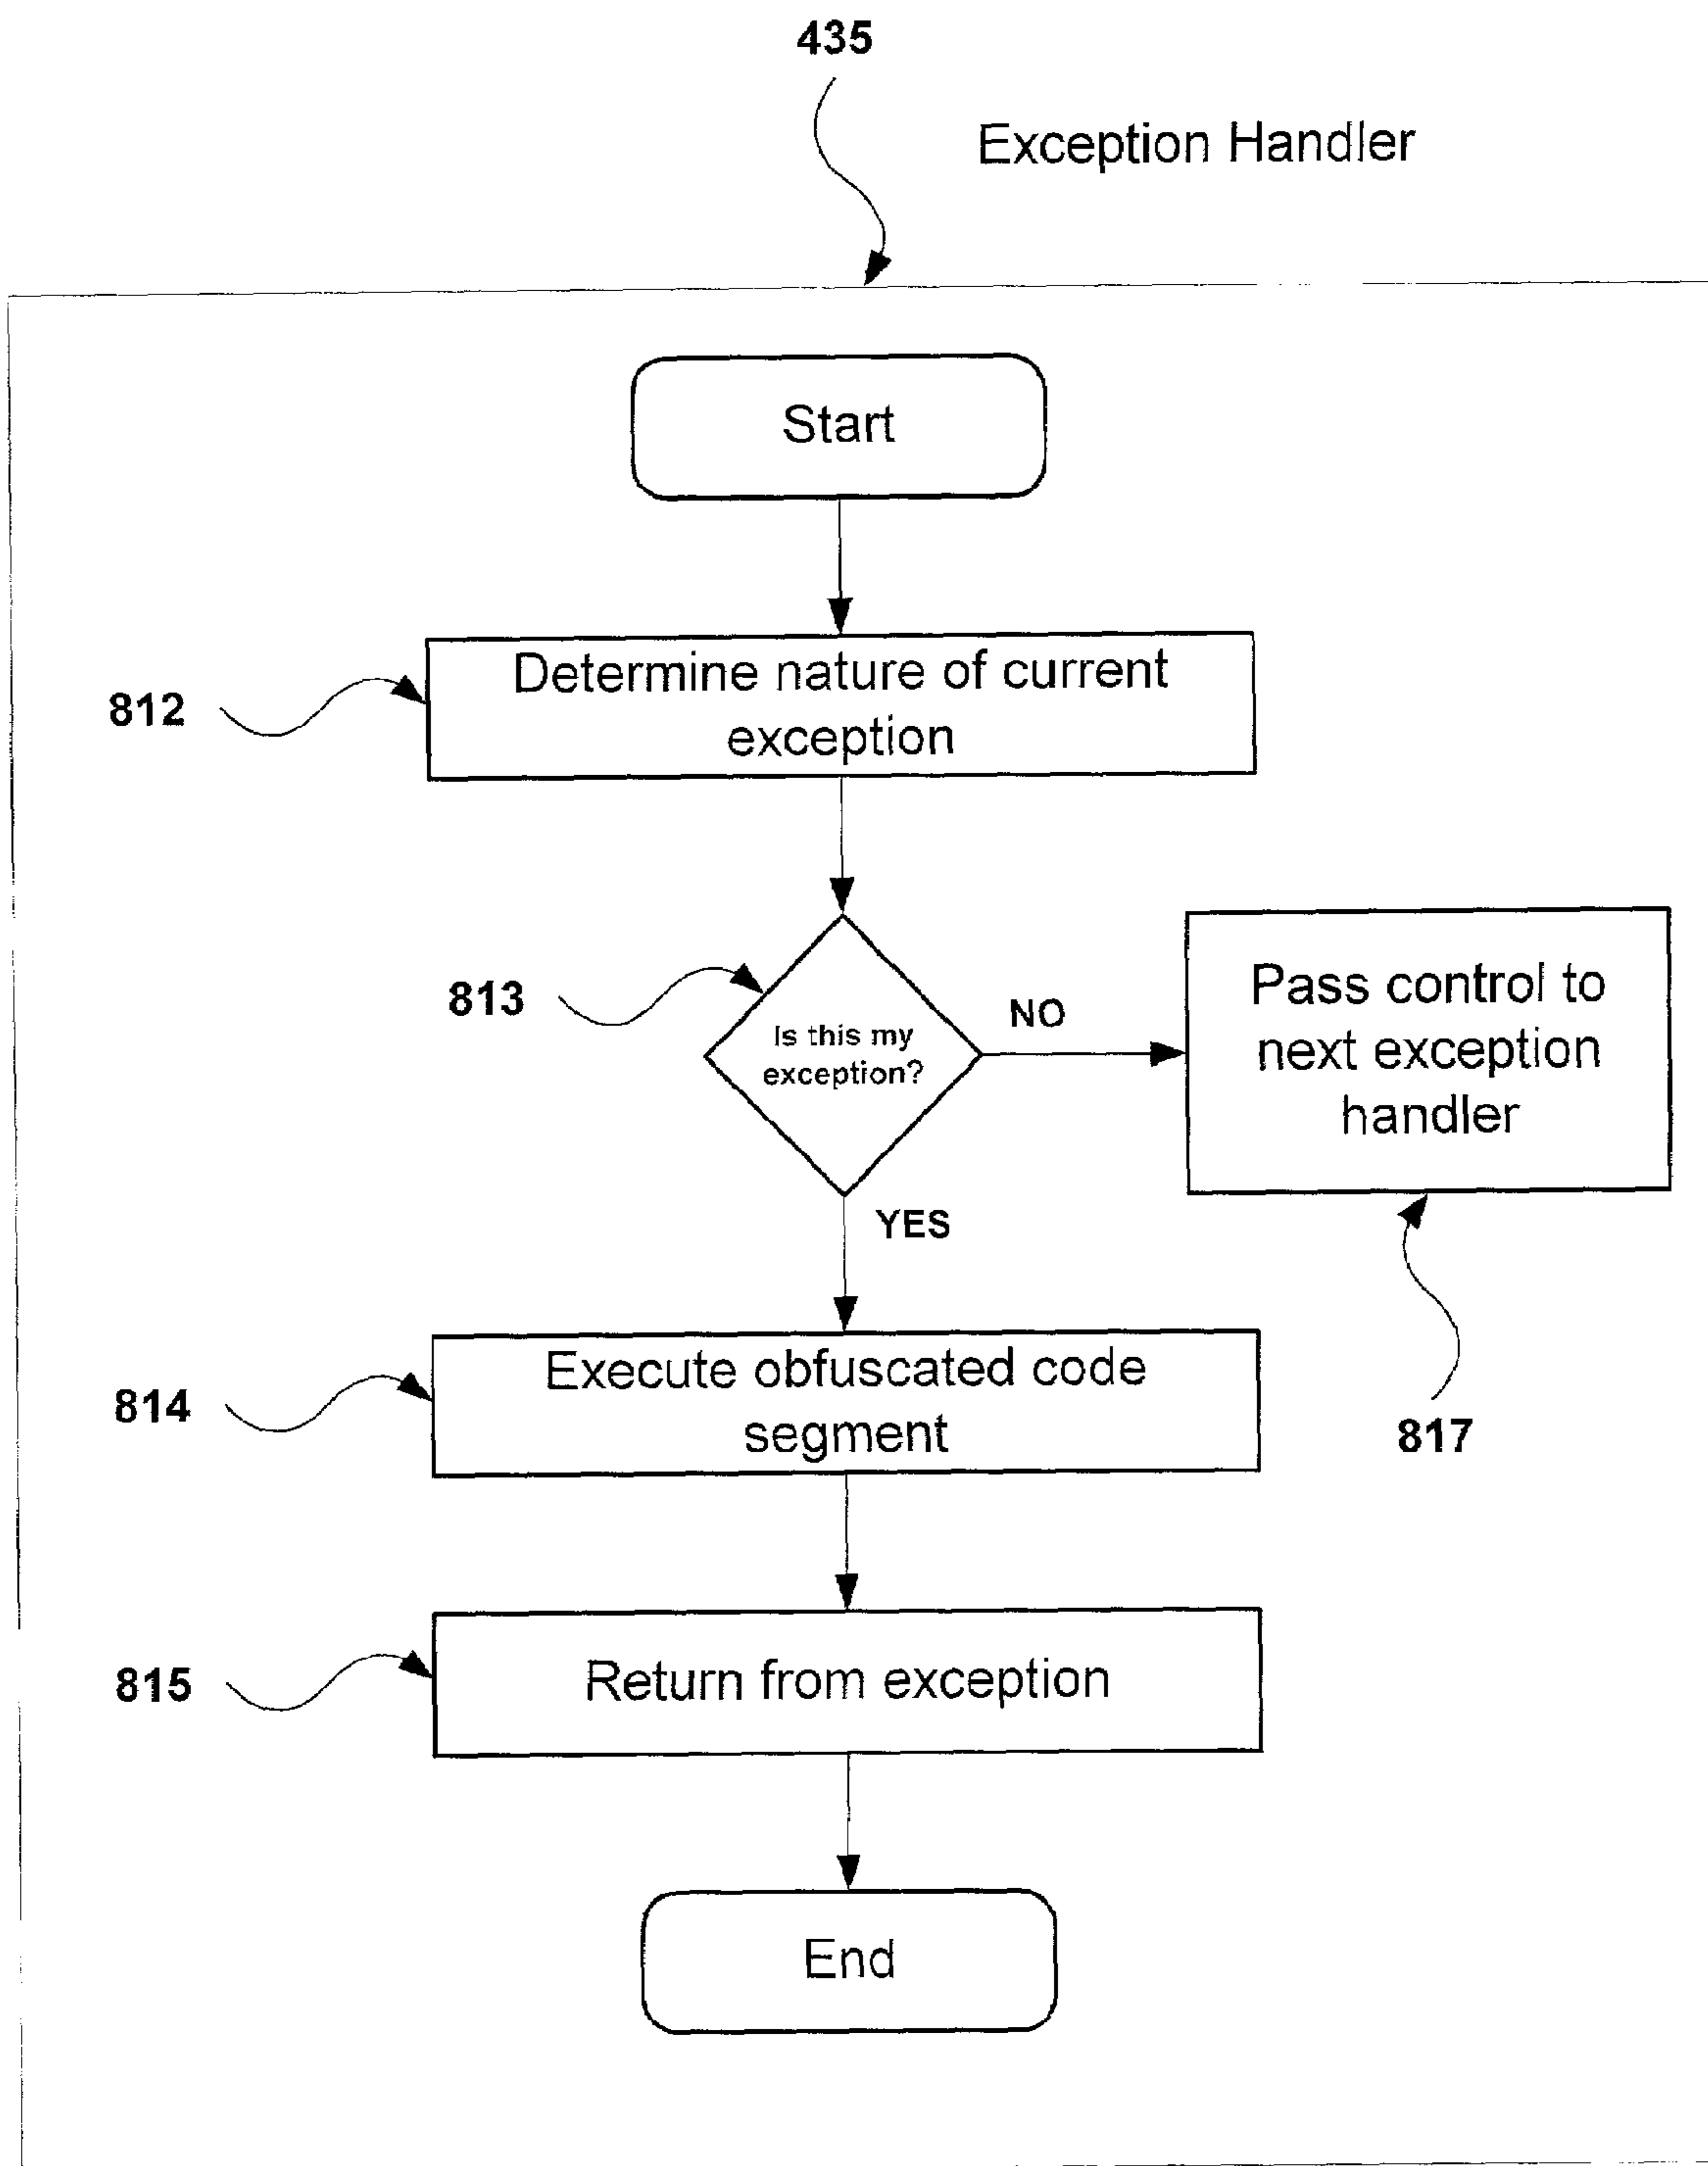 435
Exception Handler
Start
812
Determine nature of current
exception
813
Is this my
exception?
NO
Pass control to
next exception
handler
YES
814
Execute obfuscated code
segment
817
815
Return from exception
End